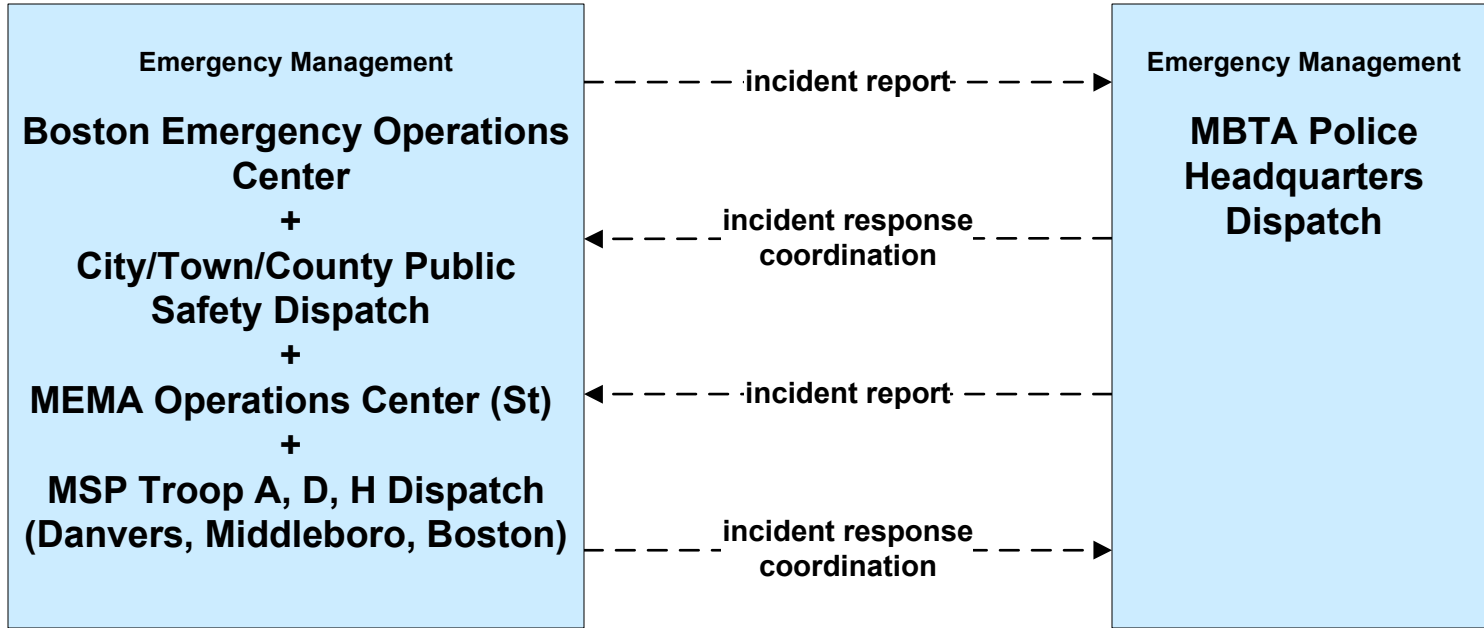 Emergency Management
Boston Emergency Operations
Center
+
City/Town/County Public
Safety Dispatch
+
MEMA Operations Center (St)
+
MSP Troop A, D, H Dispatch
(Danvers, Middleboro, Boston)
incident report
incident response
coordination
incident report
incident response
coordination
Emergency Management
MBTA Police
Headquarters
Dispatch